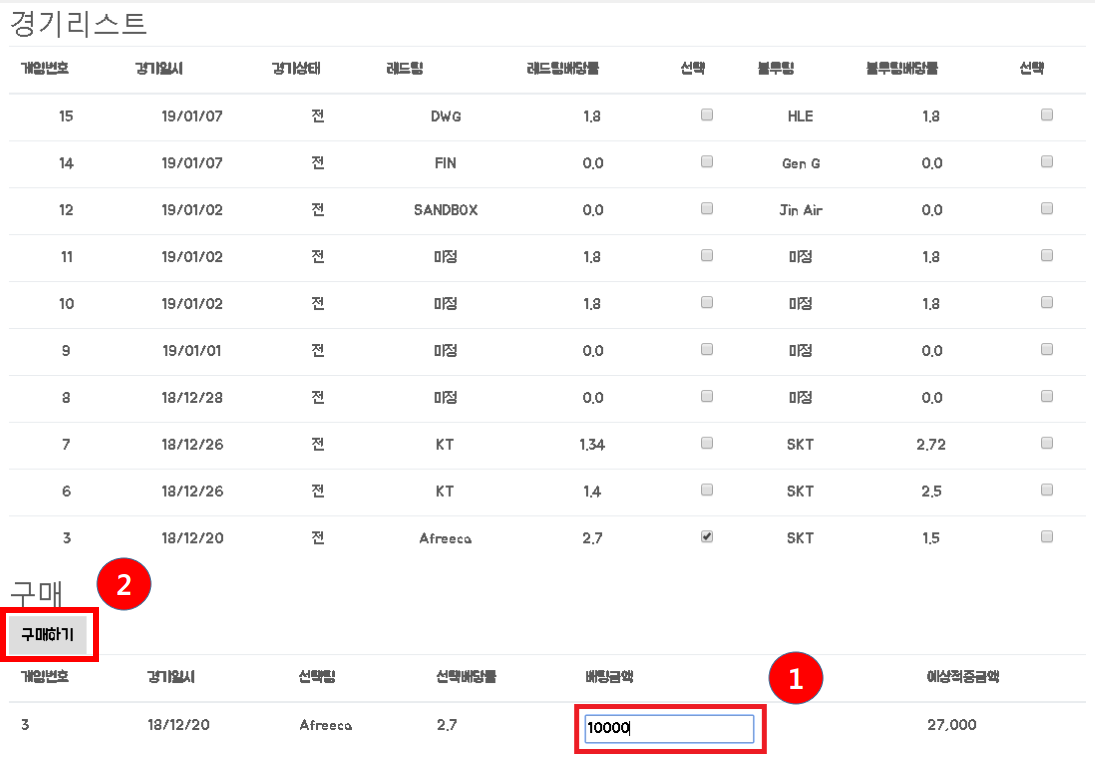 경기리스트
게임번호 경기일시 경기상태 레드팀 레드팀배당률 선택 블루팀 블루팀배당률 선택
15 19/01/07 전 DWG 1.8 HLE 1.8
14 19/01/07 전 FIN 0.0 Gen G 0.0
12 19/01/02 전 SANDBOX 0.0 Jin Air 0.0
11 19/01/02 전 미정 1.8 미정 1.8
10 19/01/02 전 미정 1.8 미정 1.8
9 19/01/01 전 미정 0.0 미정 0.0
8 18/12/28 전 미정 0.0 미정 0.0
7 18/12/26 전 KT 1.34 SKT 2.72
6 18/12/26 전 KT 1.4 SKT 2.5
3 18/12/20 전 Afreeca 2.7 SKT 1.5
구매 2
구매하기
게임번호 경기일시 선택팀 선택배당률 배팅금액 1 예상적중금액
3 18/12/20 Afreeca 2.7 10000 27,000